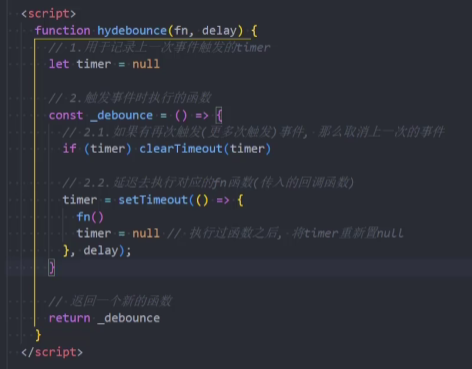 <script>
function hydebounce(fn, delay) {
// 1.用于记录上一次事件触发的timer
let timer = null
// 2.触发事件时执行的函数
const _debounce = () => {
// 2.1.如果有再次触发(更多次触发)事件, 那么取消上一次的事件
if (timer) clearTimeout(timer)
// 2.2.延迟去执行对应的fn函数(传入的回调函数)
timer = setTimeout(() => {
fn()
timer = null // 执行过函数之后, 将timer重新置null
}, delay);
}
// 返回一个新的函数
return _debounce
}
</script>